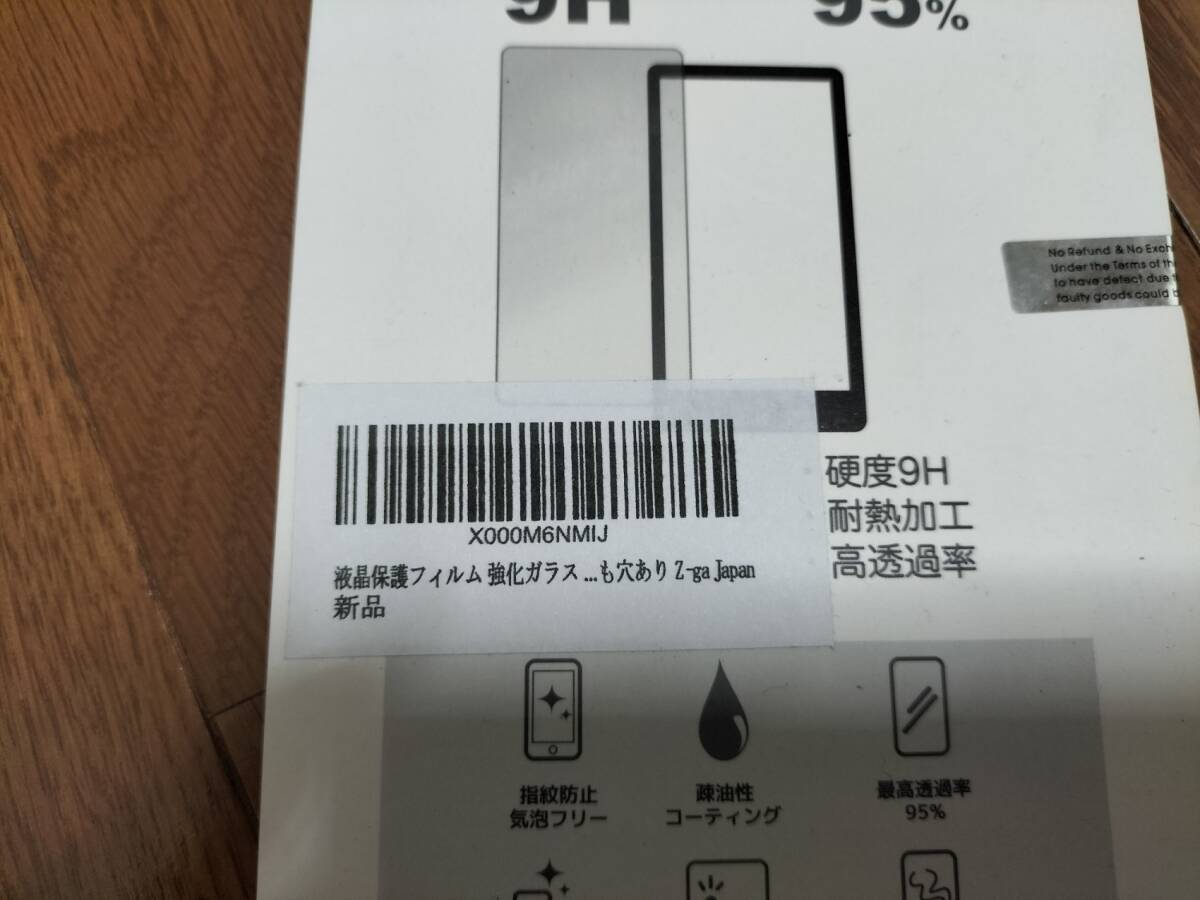 9H
95%
No Refund & No Exch
Under the Terms of th
to have defect due t
faulty goods could b
硬度9H
耐熱加工
高透過率
X000M6NMIJ
液晶保護フィルム 強化ガラス ...も穴あり Z-ga Japan
新品
指紋防止
気泡フリー
疎油性
コーティング
最高透過率
95%